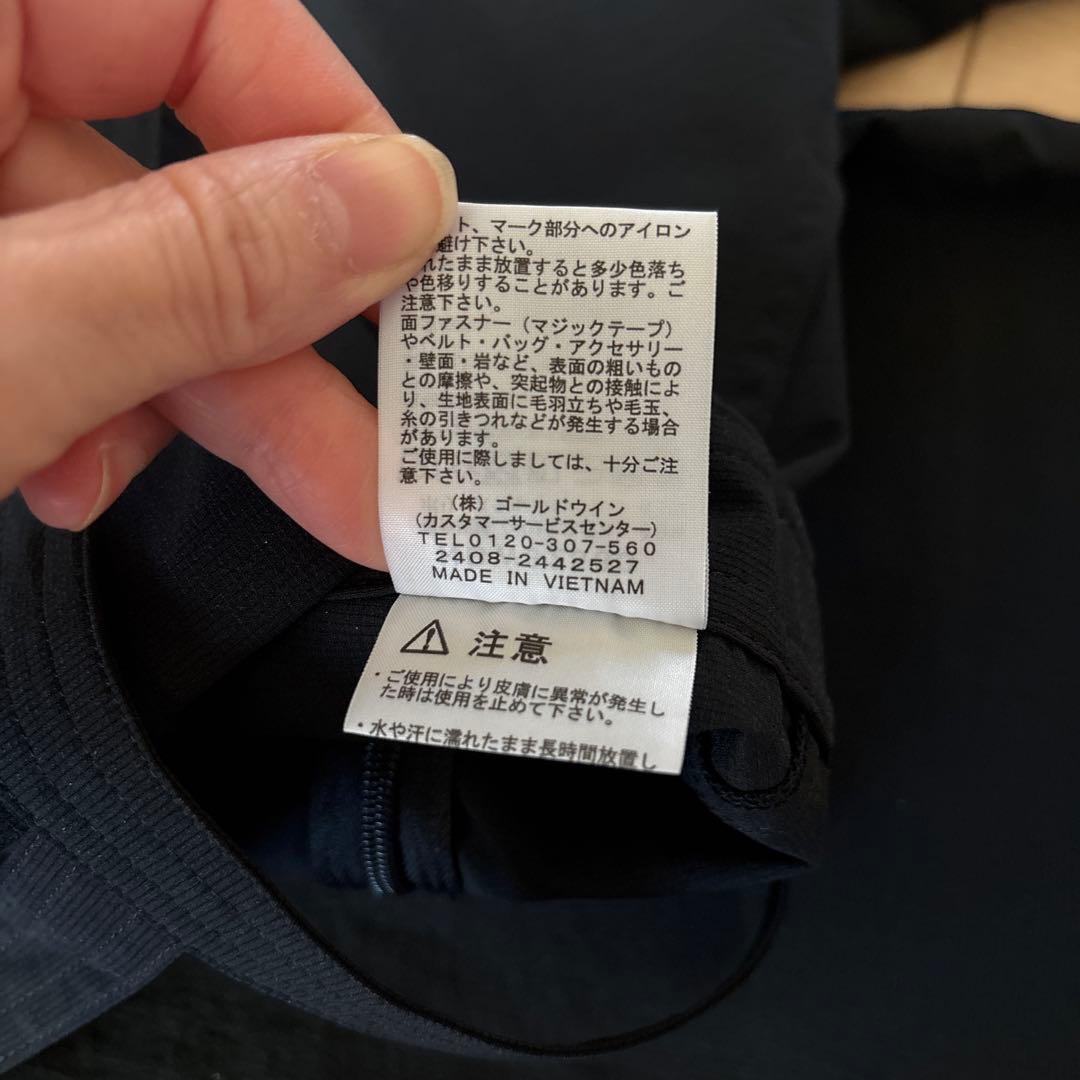 ト、マーク部分へのアイロン
避け下さい。
れたまま放置すると多少色落ち
や色移りすることがあります。ご
注意下さい。
面ファスナー（マジックテープ）
やベルト・バッグ・アクセサリー
・壁面・岩など、表面の粗いもの
との摩擦や、突起物との接触によ
り、生地表面に毛羽立ちや毛玉、
糸の引きつれなどが発生する場合
があります。
ご使用に際しましては、十分ご注
意下さい。
（株）ゴールドウイン
（カスタマーサービスセンター）
TEL0120-307-560
2408-2442527
MADE IN VIETNAM
注意
・ご使用により皮膚に異常が発生し
た時は使用を止めて下さい。
・水や汗に濡れたまま長時間放置し